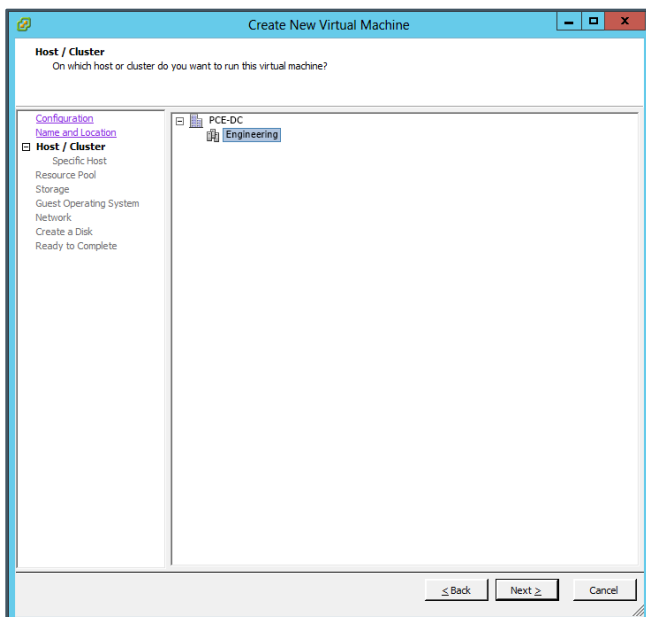 Create New Virtual Machine
Host / Cluster
On which host or cluster do you want to run this virtual machine?
Configuration
Name and Location
Host / Cluster
Specific Host
Resource Pool
Storage
Guest Operating System
Network
Create a Disk
Ready to Complete
PCE-DC
Engineering
< Back
Next >
Cancel